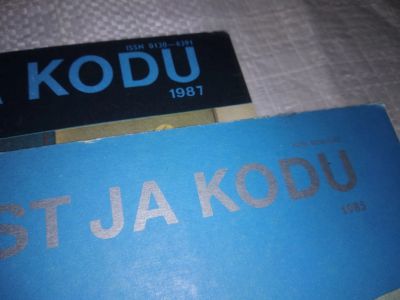 ISSN 0130-6391
A KODU
1987
ST JA KODU
1985